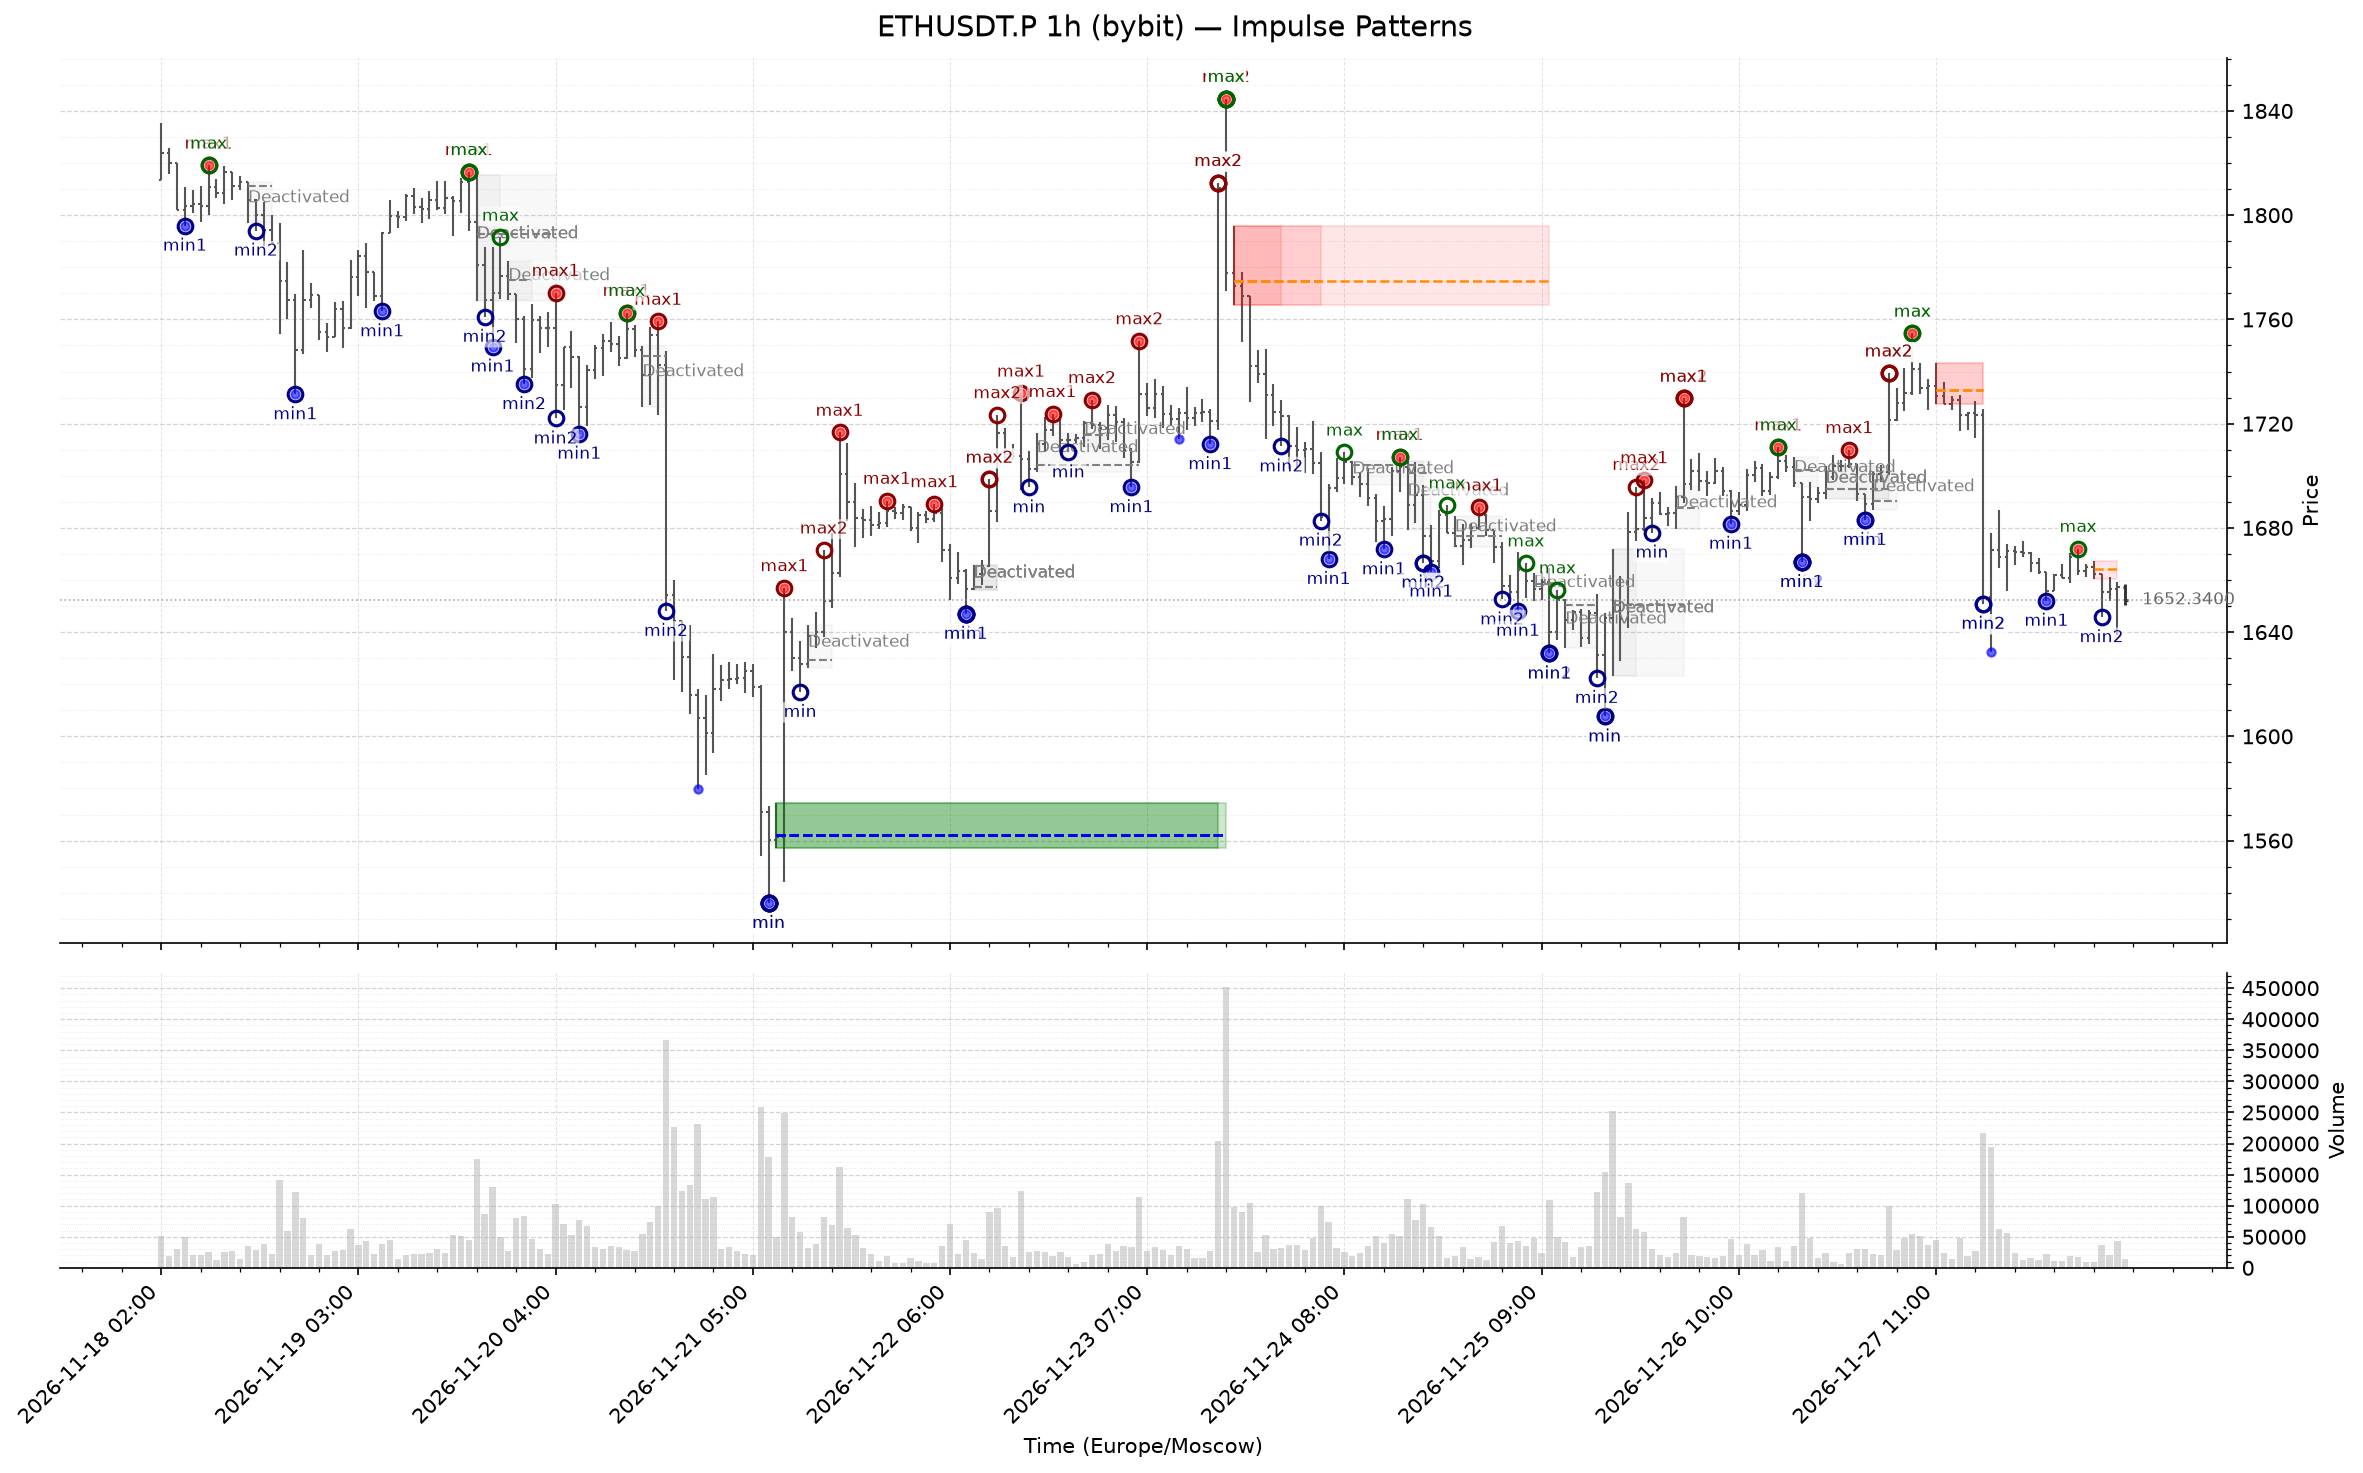 ETHUSDT.P 1h (bybit) — Impulse Patterns
max
min1
Deactivated
min2
min1
min1
max
max
Deactivated
min2
min1
Deactivated
max1
min2
min2
min1
max
max1
Deactivated
min2
min
max1
min
max2
Deactivated
max1
max1
max1
Deactivated
min1
max2
max2
max1
min
max1
Deactivated
min
max2
Deactivated
min1
max2
min1
max2
max
min2
min2
min1
max
Deactivated
min1
max
Deactivated
min2
min1
max
Deactivated
max1
min2
min1
max
Deactivated
max
min1
Deactivated
min2
min
Deactivated
max1
min
Deactivated
min1
max
Deactivated
min1
Deactivated
max1
min1
Deactivated
max2
max
min2
min1
max
min2
1652.3400
1840
1800
1760
1720
1680
1640
1600
1560
Price
450000
400000
350000
300000
250000
200000
150000
100000
50000
0
Volume
2026-11-18 02:00
2026-11-19 03:00
2026-11-20 04:00
2026-11-21 05:00
2026-11-22 06:00
2026-11-23 07:00
2026-11-24 08:00
2026-11-25 09:00
2026-11-26 10:00
2026-11-27 11:00
Time (Europe/Moscow)